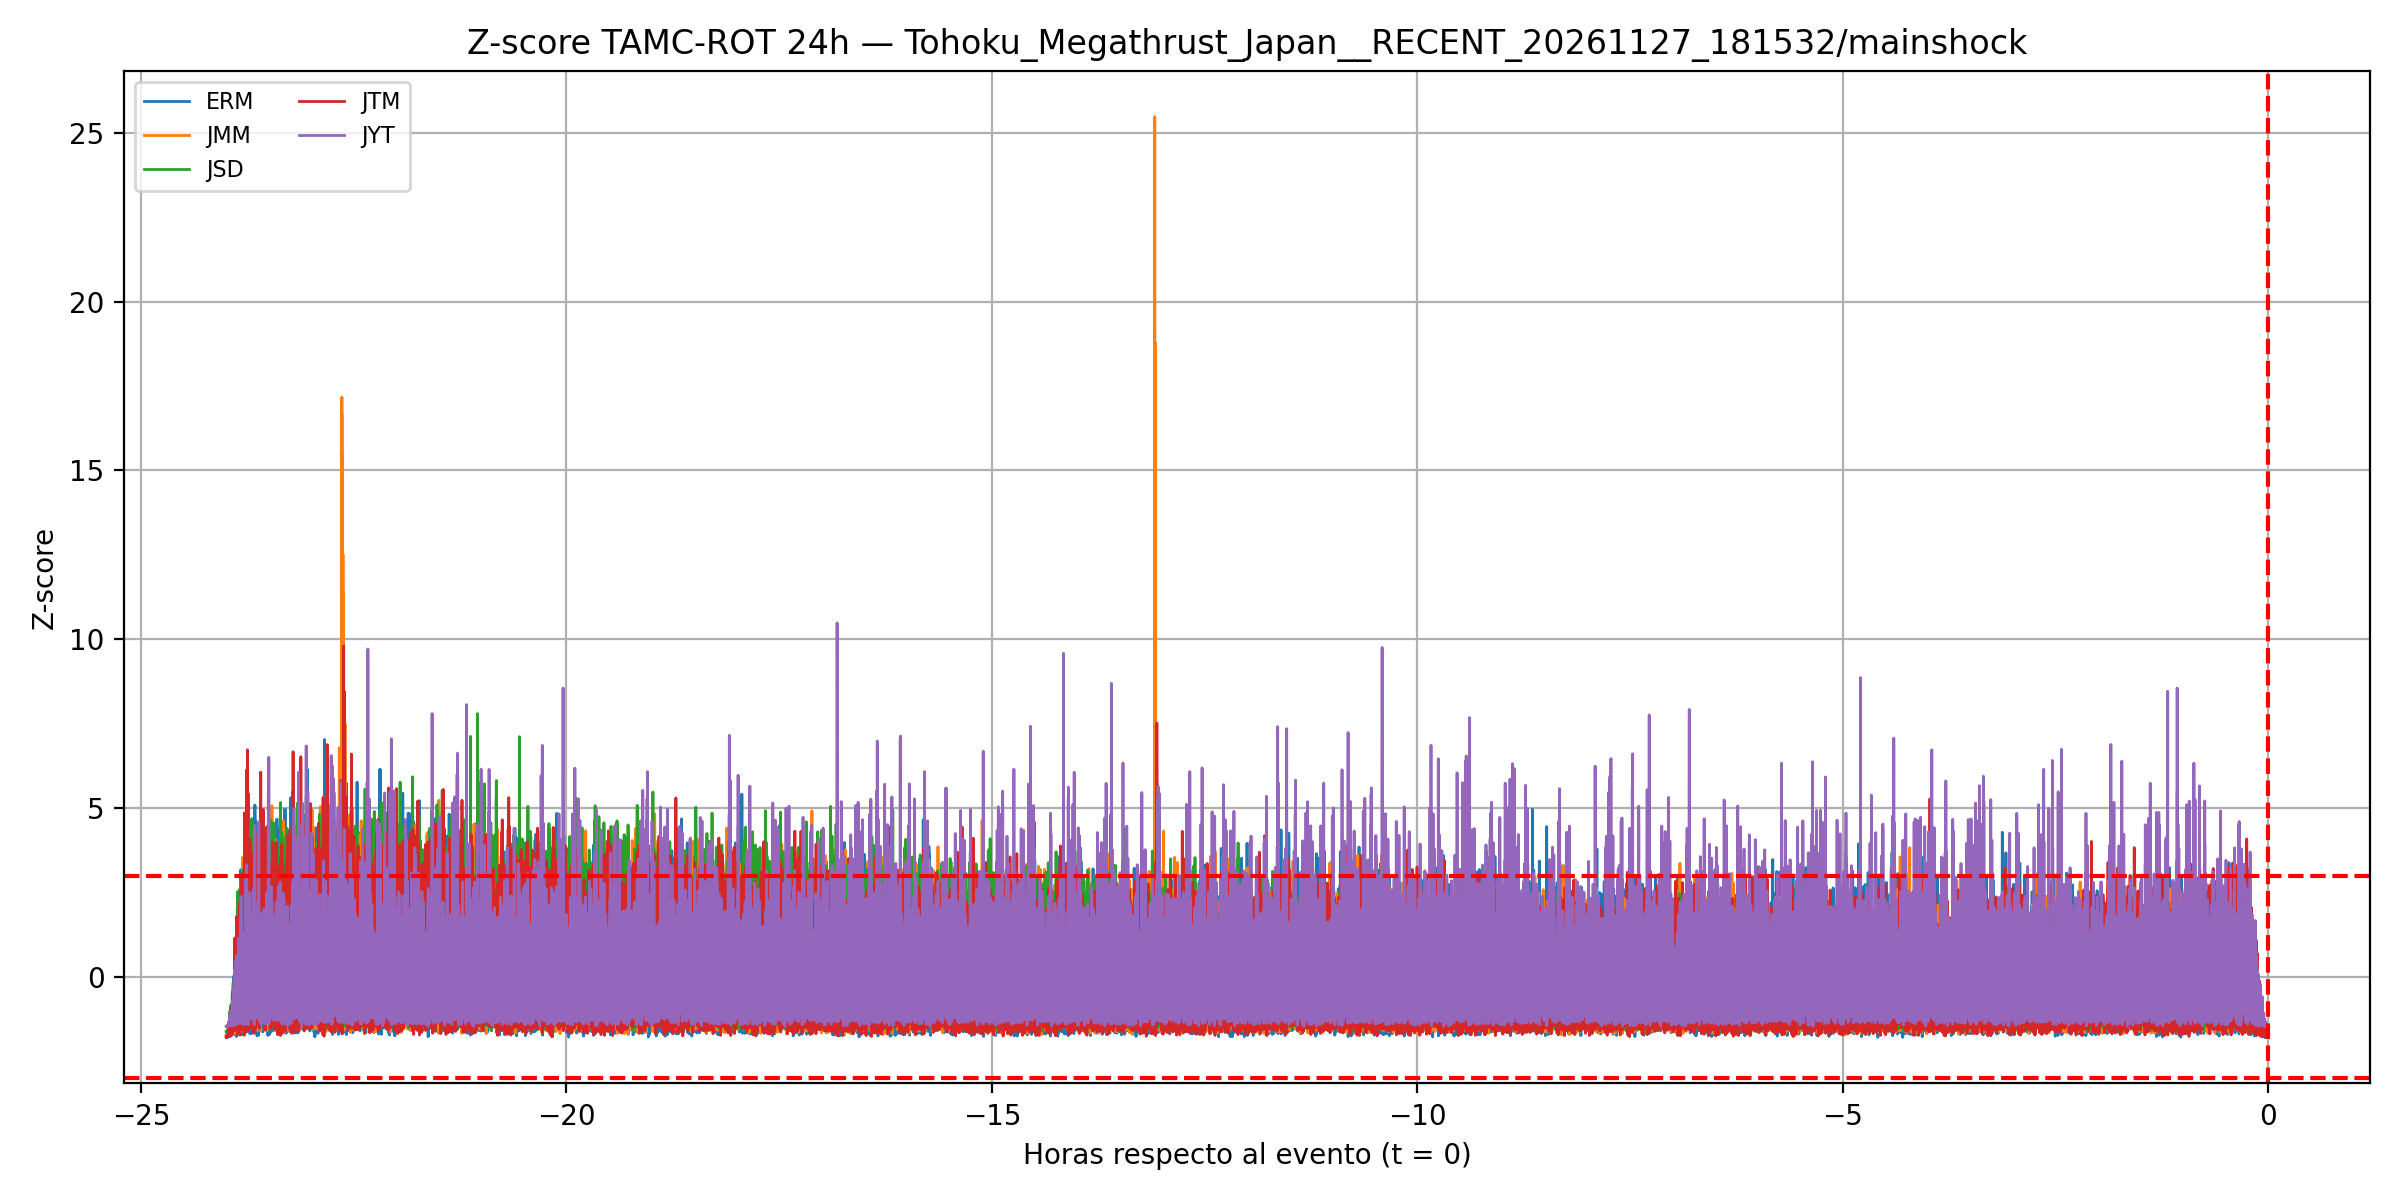 Z-score TAMC-ROT 24h — Tohoku_Megathrust_Japan__RECENT_20261127_181532/mainshock
ERM
JMM
JSD
JTM
JYT
25
20
15
10
5
0
Z-score
−25
−20
−15
−10
−5
0
Horas respecto al evento (t = 0)